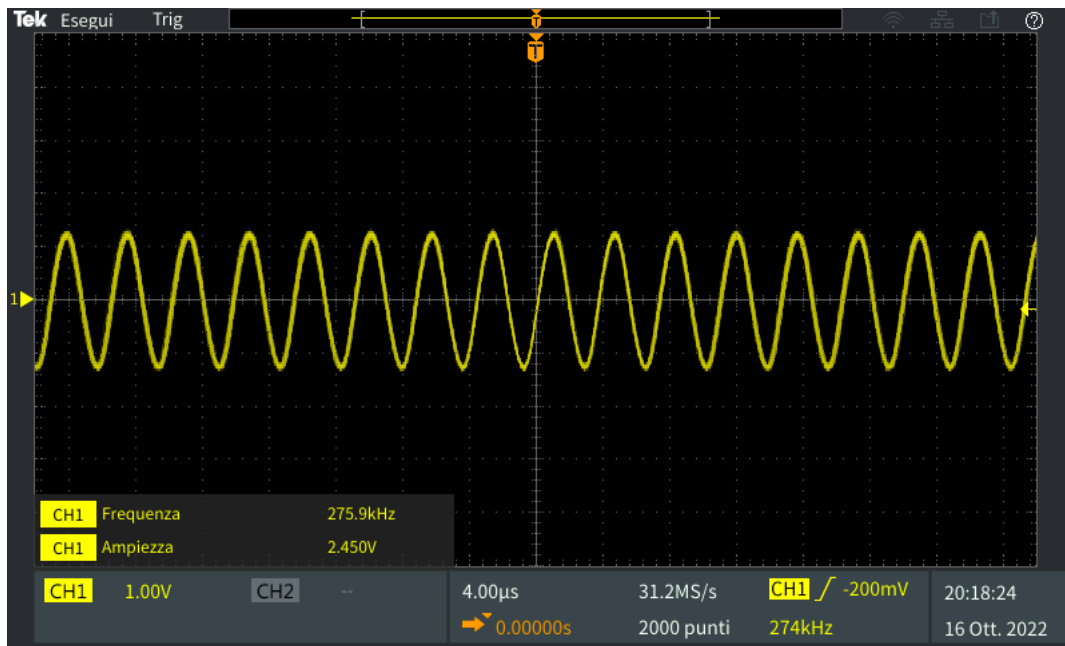 Tek Esegui Trig
T
T
1
CH1 Frequenza 275.9kHz
CH1 Ampiezza 2.450V
CH1 1.00V CH2 -- 4.00µs 31.2MS/s CH1 -200mV 20:18:24
0.00000s 2000 punti 274kHz 16 Ott. 2022